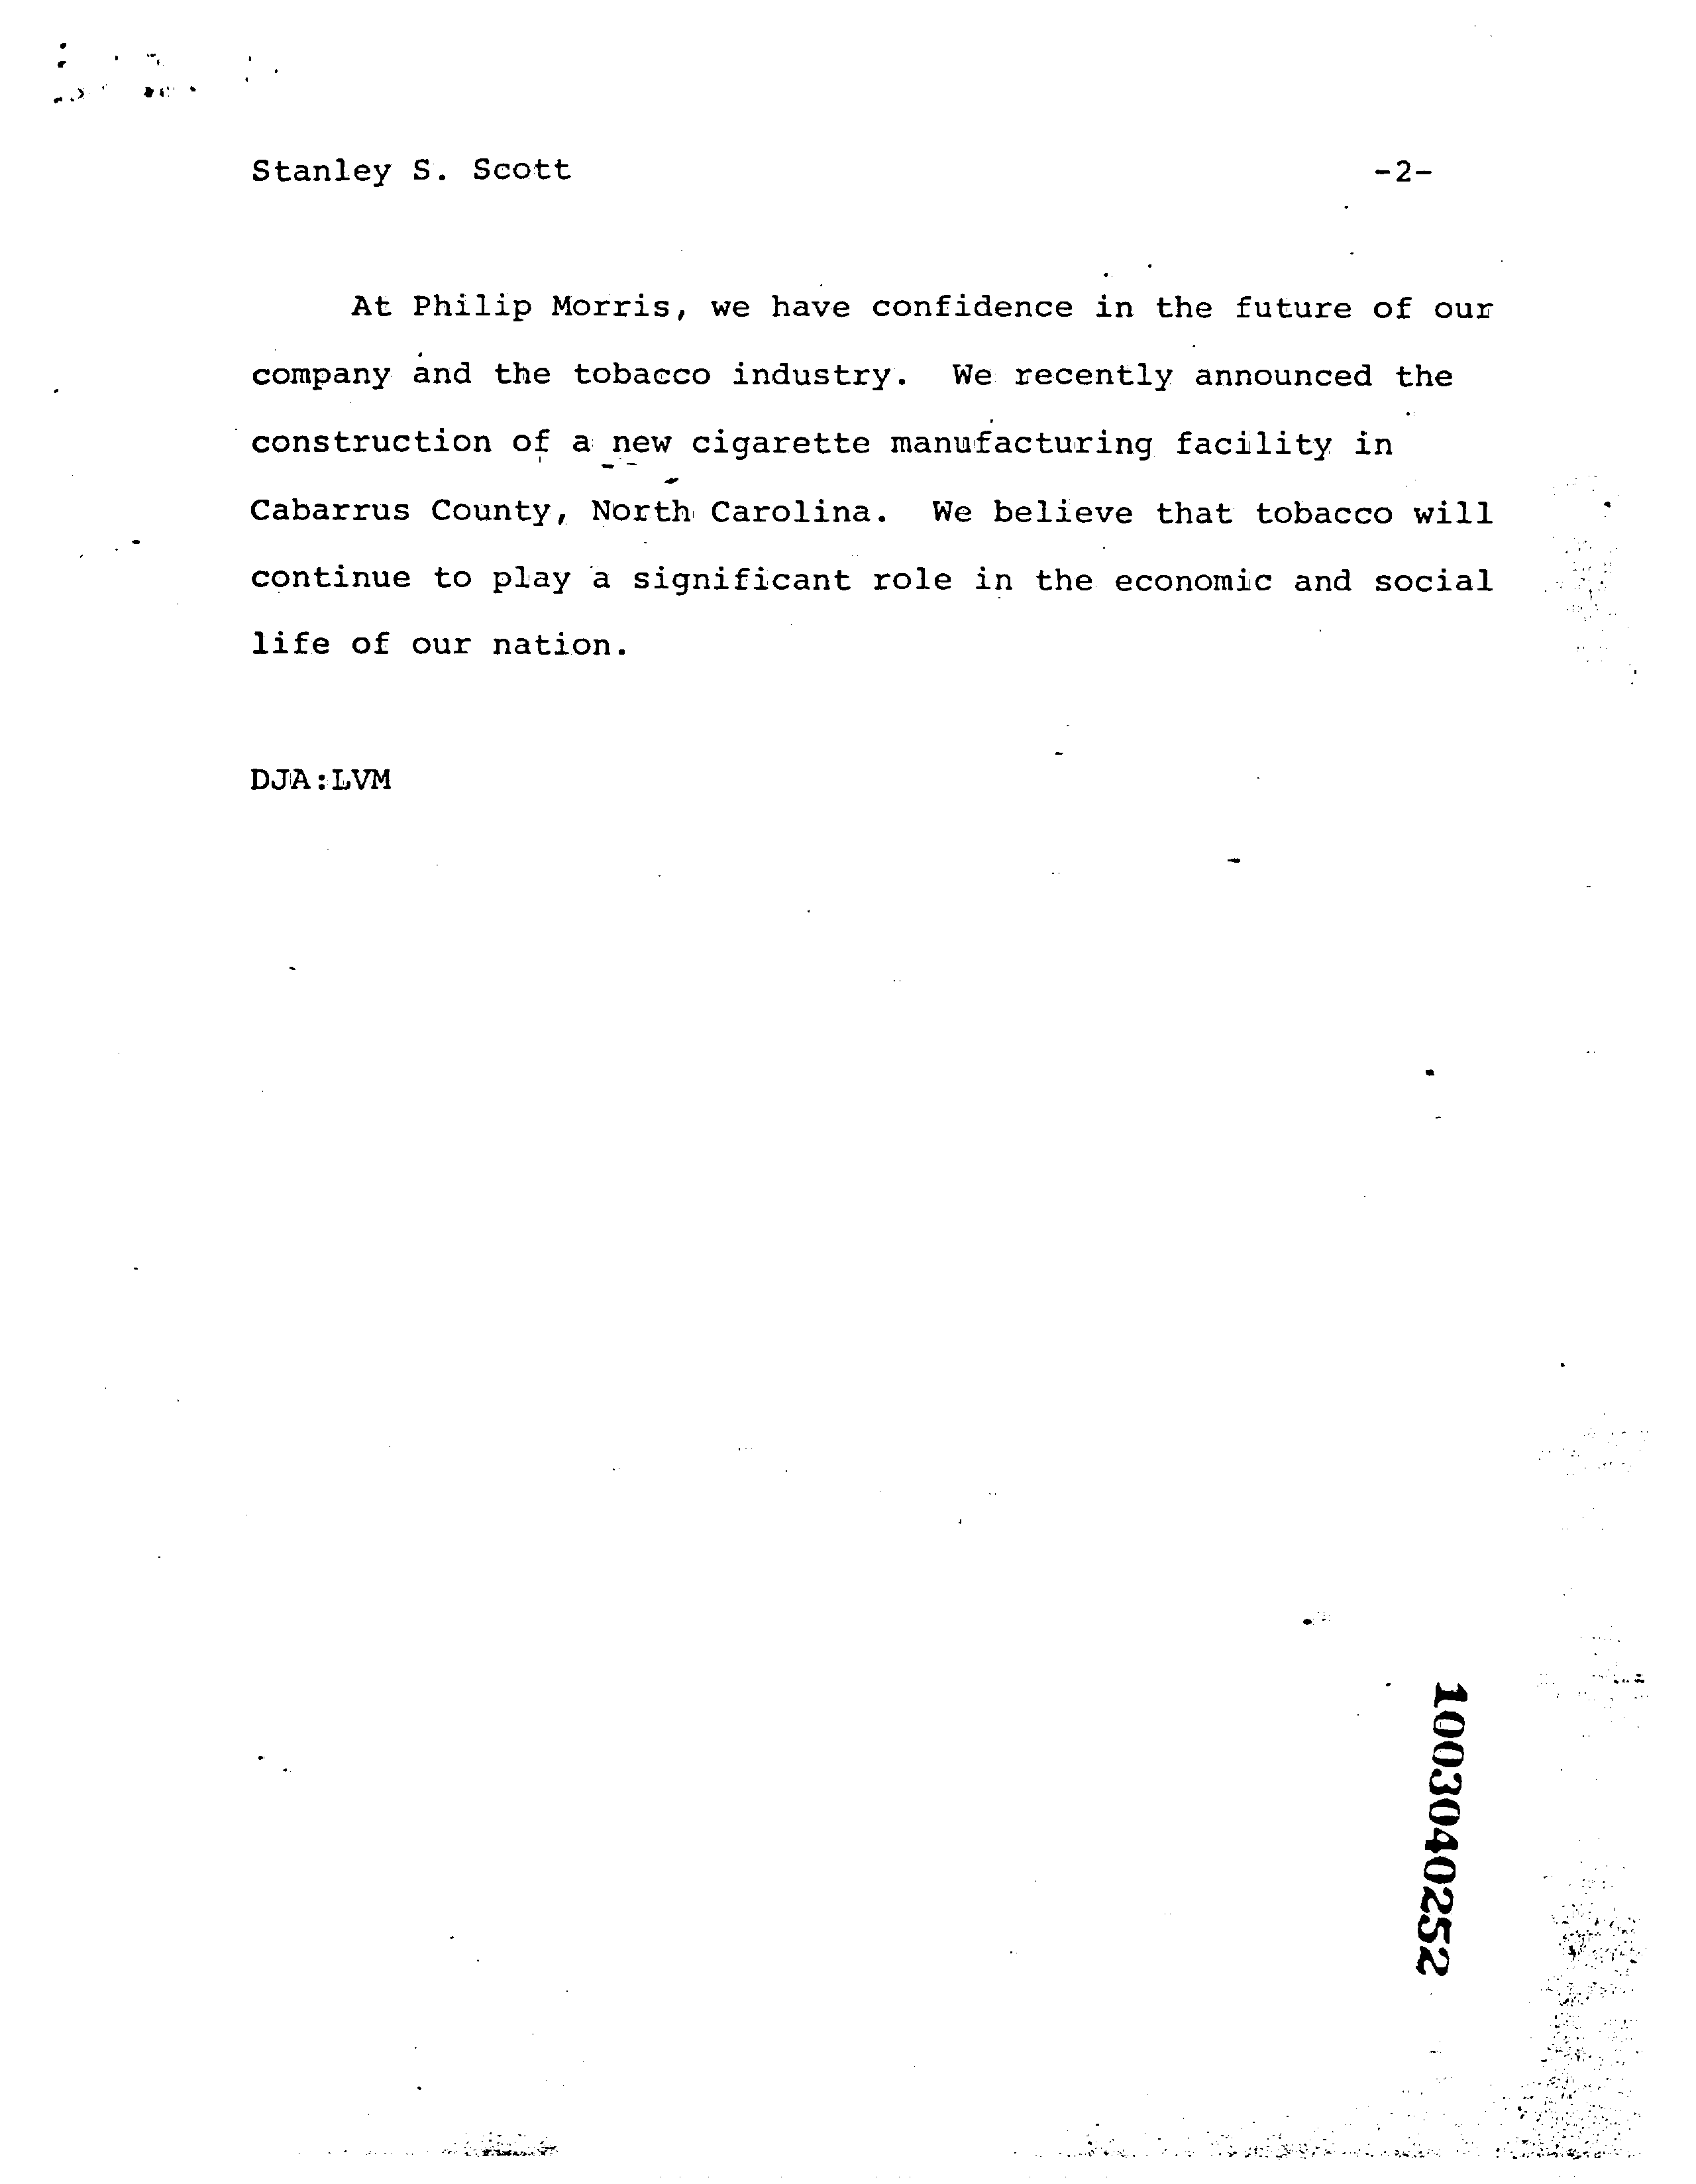 Stanley S. Scott -2-
At Philip Morris, we have confidence in the future of our
company and the tobacco industry. We recently announced the
construction of a new cigarette manufacturing facility in
Cabarrus County, North Carolina. We believe that tobacco will
continue to play a significant role in the economic and social
life of our nation.
DJA:LVM
1003040252